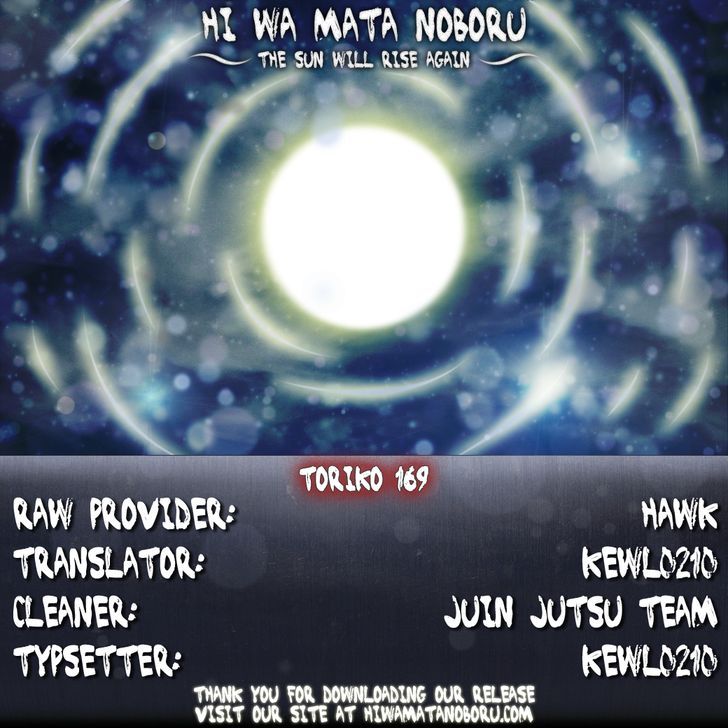 HI WA MATA NOBORU
THE SUN WILL RISE AGAIN
TORIKO 169
RAW PROVIDER: HAWK
TRANSLATOR: KEWL0210
CLEANER: JUIN JUTSU TEAM
TYPSETTER: KEWL0210
THANK YOU FOR DOWNLOADING OUR RELEASE
VISIT OUR SITE AT HIWAMATANOBORU.COM